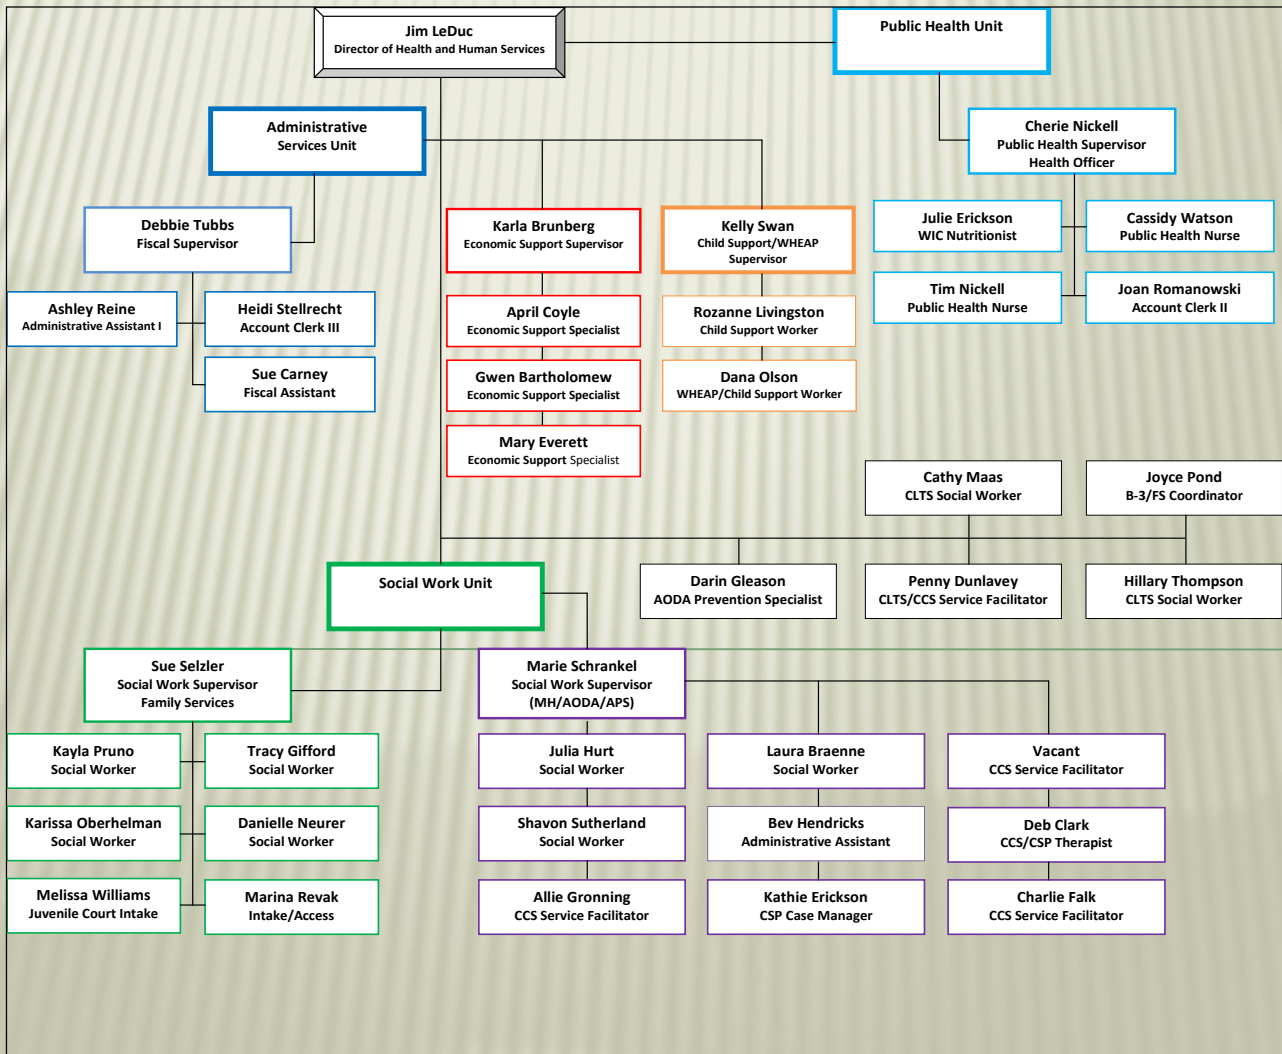 Jim LeDuc
Director of Health and Human Services
Public Health Unit
Administrative
Services Unit
Cherie Nickell
Public Health Supervisor
Health Officer
Debbie Tubbs
Fiscal Supervisor
Karla Brunberg
Economic Support Supervisor
Kelly Swan
Child Support/WHEAP
Supervisor
Julie Erickson
WIC Nutritionist
Cassidy Watson
Public Health Nurse
Ashley Reine
Administrative Assistant I
Heidi Stellrecht
Account Clerk III
April Coyle
Economic Support Specialist
Rozanne Livingston
Child Support Worker
Tim Nickell
Public Health Nurse
Joan Romanowski
Account Clerk II
Sue Carney
Fiscal Assistant
Gwen Bartholomew
Economic Support Specialist
Dana Olson
WHEAP/Child Support Worker
Mary Everett
Economic Support Specialist
Cathy Maas
CLTS Social Worker
Joyce Pond
B-3/FS Coordinator
Social Work Unit
Darin Gleason
AODA Prevention Specialist
Penny Dunlavey
CLTS/CCS Service Facilitator
Hillary Thompson
CLTS Social Worker
Sue Selzler
Social Work Supervisor
Family Services
Marie Schrankel
Social Work Supervisor
(MH/AODA/APS)
Kayla Pruno
Social Worker
Tracy Gifford
Social Worker
Julia Hurt
Social Worker
Laura Braenne
Social Worker
Vacant
CCS Service Facilitator
Karissa Oberhelman
Social Worker
Danielle Neurer
Social Worker
Shavon Sutherland
Social Worker
Bev Hendricks
Administrative Assistant
Deb Clark
CCS/CSP Therapist
Melissa Williams
Juvenile Court Intake
Marina Revak
Intake/Access
Allie Gronning
CCS Service Facilitator
Kathie Erickson
CSP Case Manager
Charlie Falk
CCS Service Facilitator